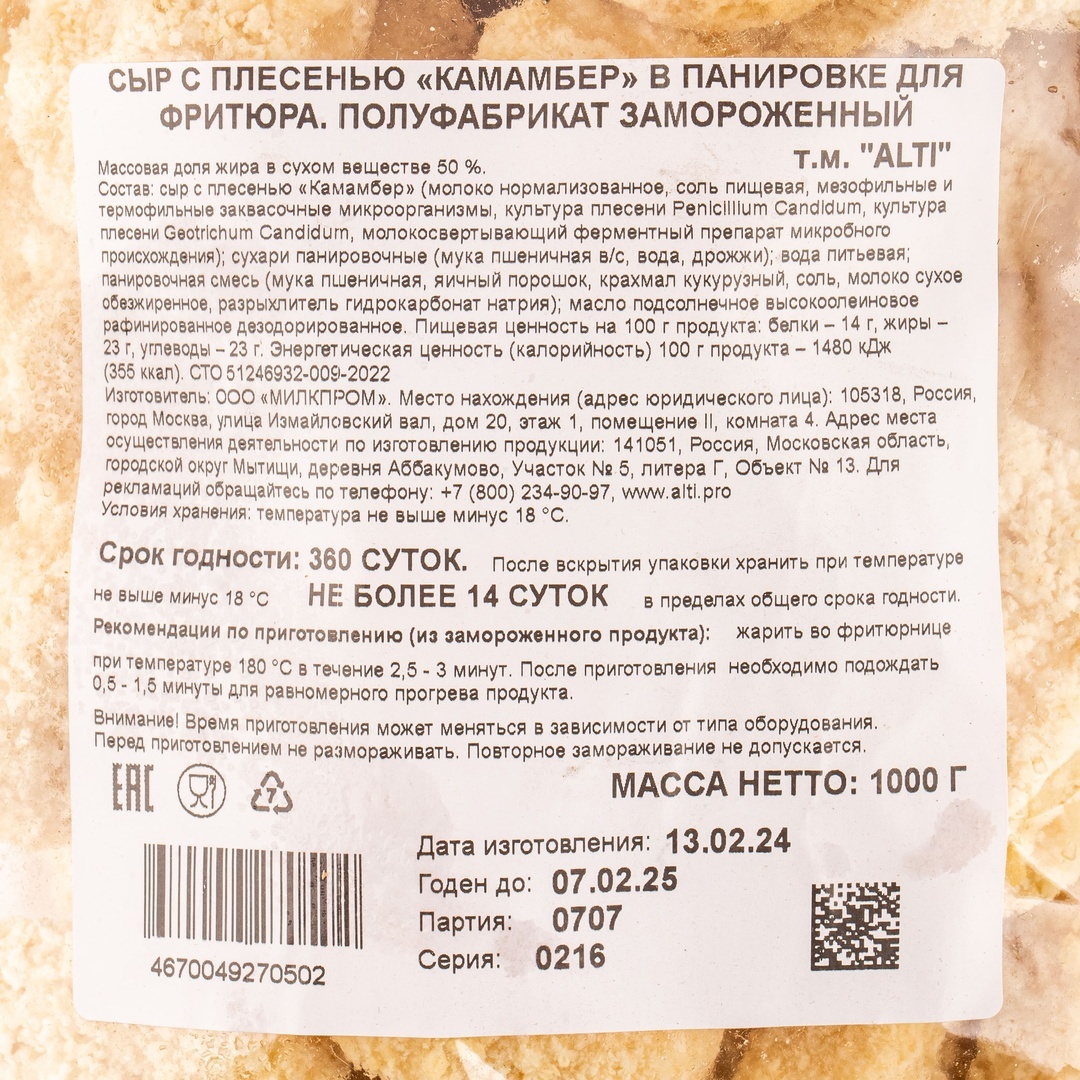 СЫР С ПЛЕСЕНЬЮ «КАМАМБЕР» В ПАНИРОВКЕ ДЛЯ
ФРИТЮРА. ПОЛУФАБРИКАТ ЗАМОРОЖЕННЫЙ
т.м. "ALTI"
Массовая доля жира в сухом веществе 50 %.
Состав: сыр с плесенью «Камамбер» (молоко нормализованное, соль пищевая, мезофильные и
термофильные заквасочные микроорганизмы, культура плесени Penicillium Candidum, культура
плесени Geotrichum Candidum, молокосвертывающий ферментный препарат микробного
происхождения); сухари панировочные (мука пшеничная в/с, вода, дрожжи); вода питьевая;
панировочная смесь (мука пшеничная, яичный порошок, крахмал кукурузный, соль, молоко сухое
обезжиренное, разрыхлитель гидрокарбонат натрия); масло подсолнечное высокоолеиновое
рафинированное дезодорированное. Пищевая ценность на 100 г продукта: белки – 14 г, жиры –
23 г, углеводы – 23 г. Энергетическая ценность (калорийность) 100 г продукта – 1480 кДж
(355 ккал). СТО 51246932-009-2022
Изготовитель: ООО «МИЛКПРОМ». Место нахождения (адрес юридического лица): 105318, Россия,
город Москва, улица Измайловский вал, дом 20, этаж 1, помещение II, комната 4. Адрес места
осуществления деятельности по изготовлению продукции: 141051, Россия, Московская область,
городской округ Мытищи, деревня Аббакумово, Участок № 5, литера Г, Объект № 13. Для
рекламаций обращайтесь по телефону: +7 (800) 234-90-97, www.alti.pro
Условия хранения: температура не выше минус 18 °C.
Срок годности: 360 СУТОК. После вскрытия упаковки хранить при температуре
не выше минус 18 °C НЕ БОЛЕЕ 14 СУТОК в пределах общего срока годности.
Рекомендации по приготовлению (из замороженного продукта): жарить во фритюрнице
при температуре 180 °C в течение 2,5 - 3 минут. После приготовления необходимо подождать
0,5 - 1,5 минуты для равномерного прогрева продукта.
Внимание! Время приготовления может меняться в зависимости от типа оборудования.
Перед приготовлением не размораживать. Повторное замораживание не допускается.
ЕАС
7
МАССА НЕТТО: 1000 Г
Дата изготовления: 13.02.24
Годен до: 07.02.25
Партия: 0707
Серия: 0216
4670049270502